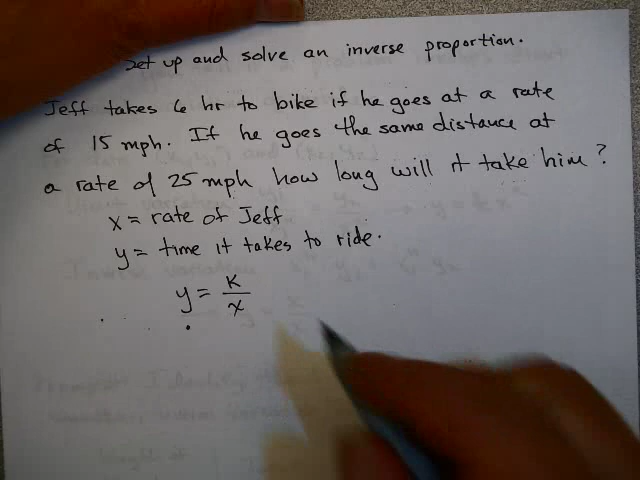 Set up and solve an inverse proportion.
Jeff takes 6 hr to bike if he goes at a rate
of 15 mph. If he goes the same distance at
a rate of 25 mph how long will it take him?
x = rate of Jeff
y = time it takes to ride.
y = K/x